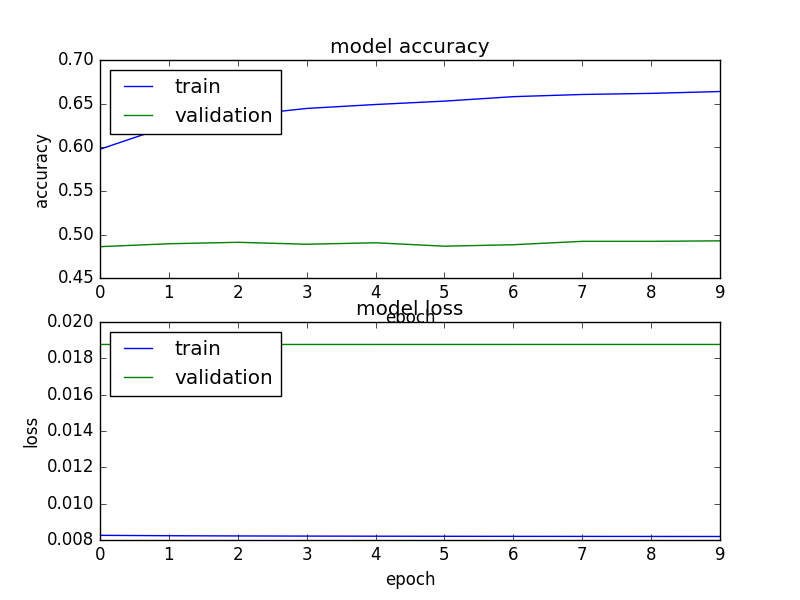 model accuracy
0.70
0.65
0.60
0.55
0.50
0.45
accuracy
train
validation
0 1 2 3 4 5 6 7 8 9
epoch
model loss
0.020
0.018
0.016
0.014
0.012
0.010
0.008
loss
train
validation
0 1 2 3 4 5 6 7 8 9
epoch